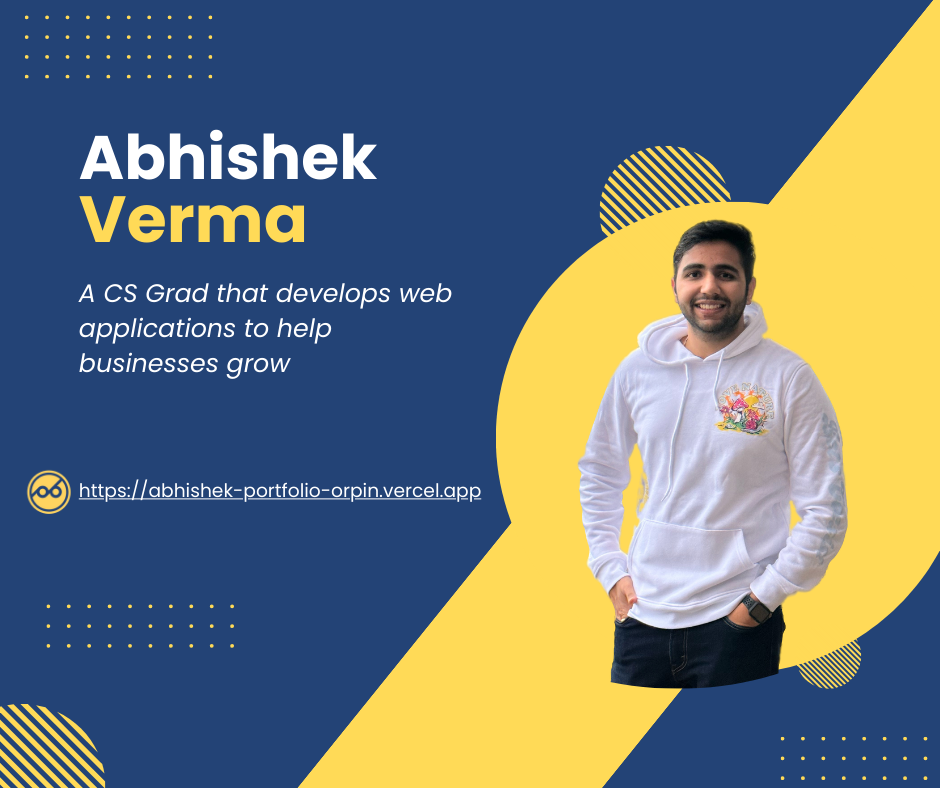 Abhishek
Verma
A CS Grad that develops web
applications to help
businesses grow
https://abhishek-portfolio-orpin.vercel.app